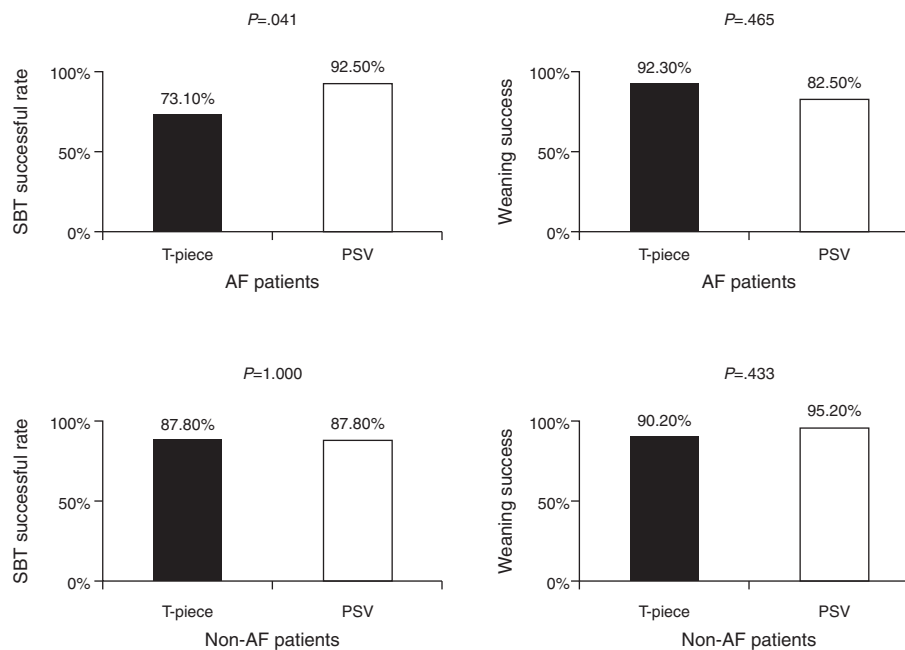 P=.041
SBT successful rate
100%
50%
0%
73.10%
92.50%
T-piece
PSV
AF patients
P=.465
Weaning success
100%
50%
0%
92.30%
82.50%
T-piece
PSV
AF patients
P=1.000
SBT successful rate
100%
50%
0%
87.80%
87.80%
T-piece
PSV
Non-AF patients
P=.433
Weaning success
100%
50%
0%
90.20%
95.20%
T-piece
PSV
Non-AF patients